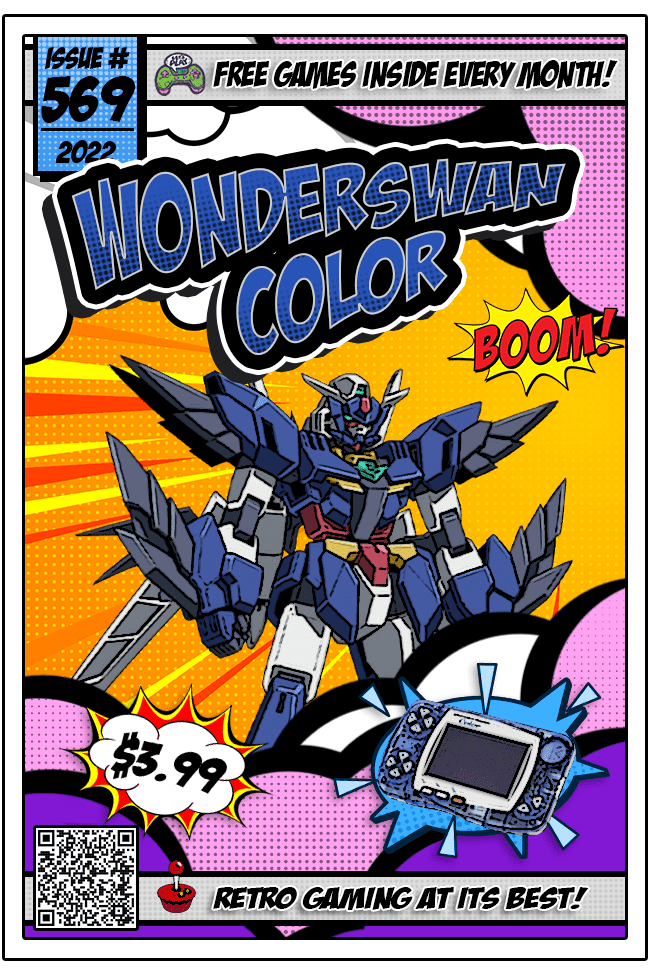 ISSUE #
569
2022
FREE GAMES INSIDE EVERY MONTH!
WONDERSWAN
COLOR
BOOM!
$3.99
RETRO GAMING AT ITS BEST!